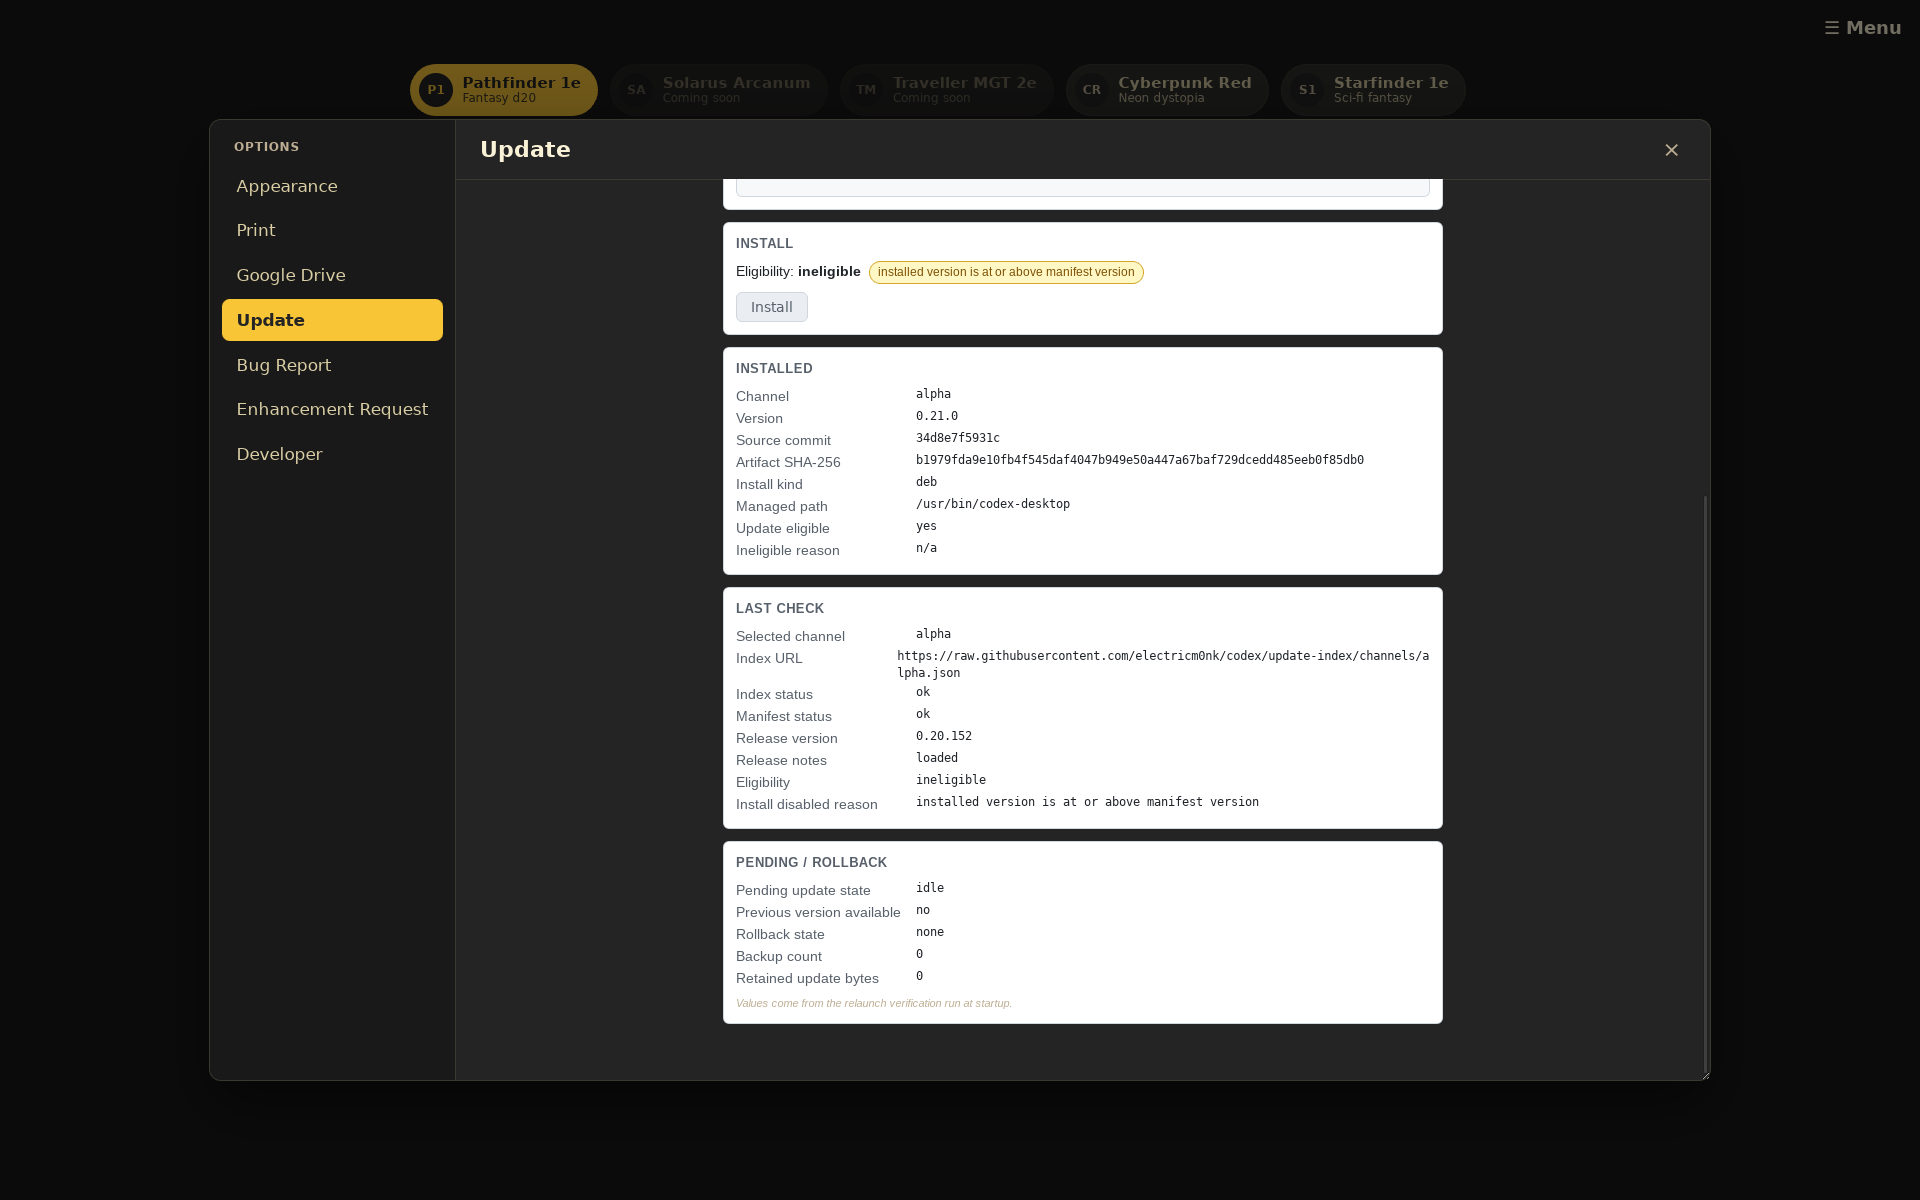 ☰ Menu
P1 Pathfinder 1e
Fantasy d20
SA Solarus Arcanum
Coming soon
TM Traveller MGT 2e
Coming soon
CR Cyberpunk Red
Neon dystopia
S1 Starfinder 1e
Sci-fi fantasy
OPTIONS
Appearance
Print
Google Drive
Update
Bug Report
Enhancement Request
Developer
Update
×
INSTALL
Eligibility: ineligible installed version is at or above manifest version
Install
INSTALLED
Channel alpha
Version 0.21.0
Source commit 34d8e7f5931c
Artifact SHA-256 b1979fda9e10fb4f545daf4047b949e50a447a67baf729dcedd485eeb0f85db0
Install kind deb
Managed path /usr/bin/codex-desktop
Update eligible yes
Ineligible reason n/a
LAST CHECK
Selected channel alpha
Index URL https://raw.githubusercontent.com/electricm0nk/codex/update-index/channels/a
lpha.json
Index status ok
Manifest status ok
Release version 0.20.152
Release notes loaded
Eligibility ineligible
Install disabled reason installed version is at or above manifest version
PENDING / ROLLBACK
Pending update state idle
Previous version available no
Rollback state none
Backup count 0
Retained update bytes 0
Values come from the relaunch verification run at startup.